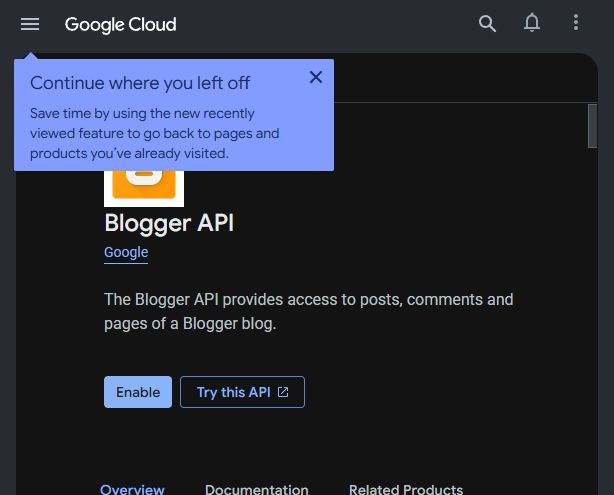 Google Cloud
Continue where you left off
Save time by using the new recently
viewed feature to go back to pages and
products you’ve already visited.
Blogger API
Google
The Blogger API provides access to posts, comments and
pages of a Blogger blog.
Enable
Try this API
Overview
Documentation
Related Products